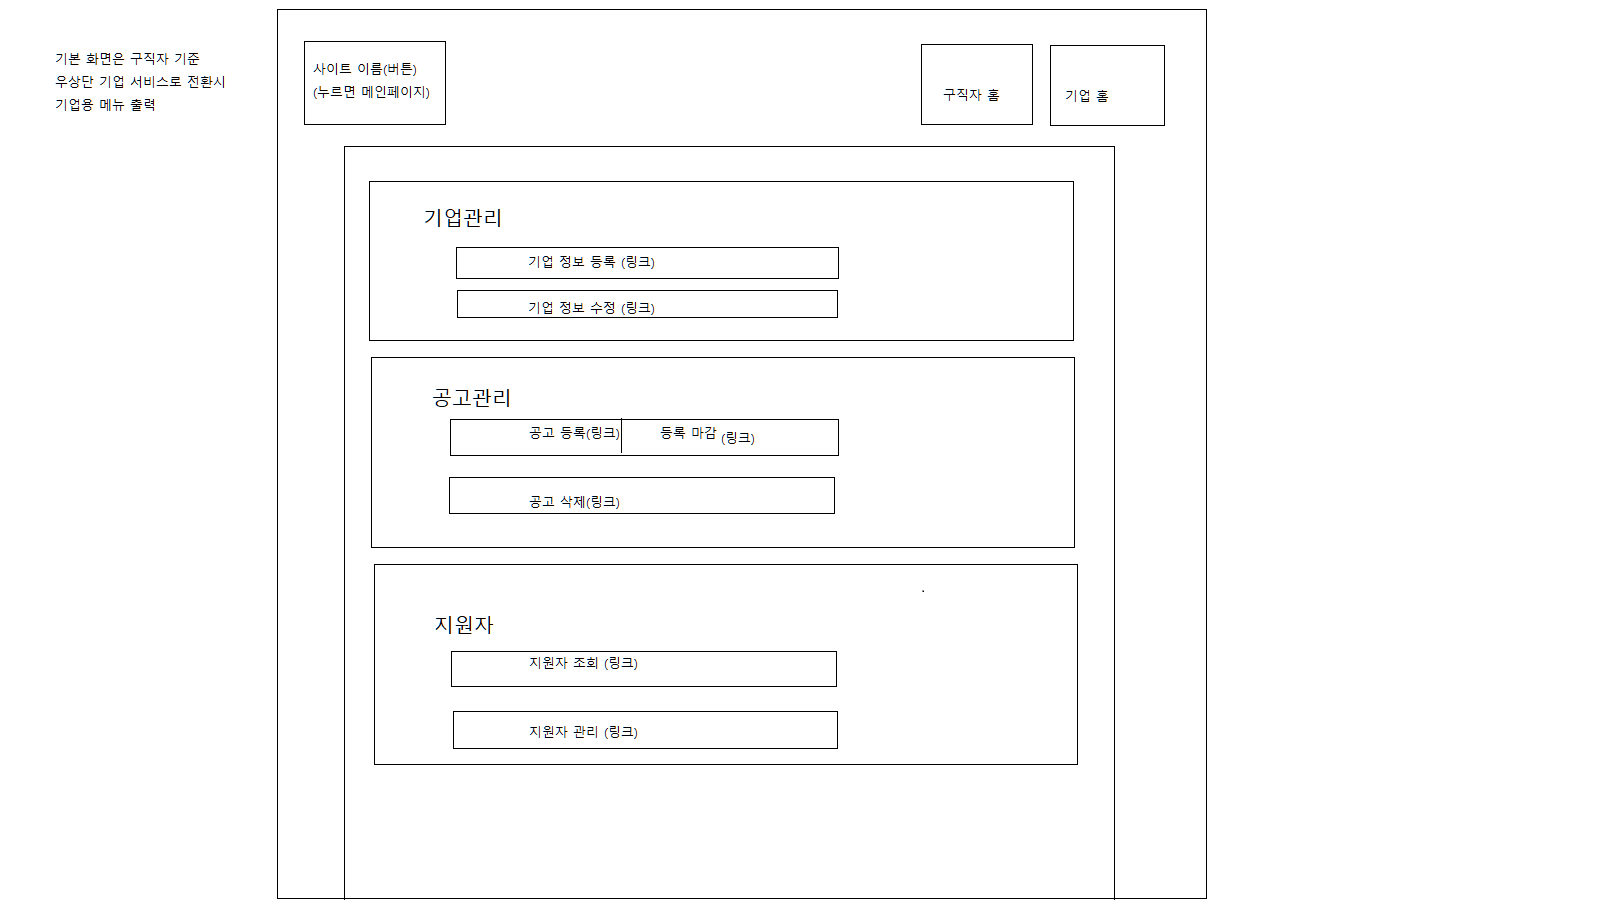 기본 화면은 구직자 기준
우상단 기업 서비스로 전환시
기업용 메뉴 출력
사이트 이름(버튼)
(누르면 메인페이지)
구직자 홈
기업 홈
기업관리
기업 정보 등록 (링크)
기업 정보 수정 (링크)
공고관리
공고 등록(링크)
등록 마감 (링크)
공고 삭제(링크)
지원자
지원자 조회 (링크)
지원자 관리 (링크)